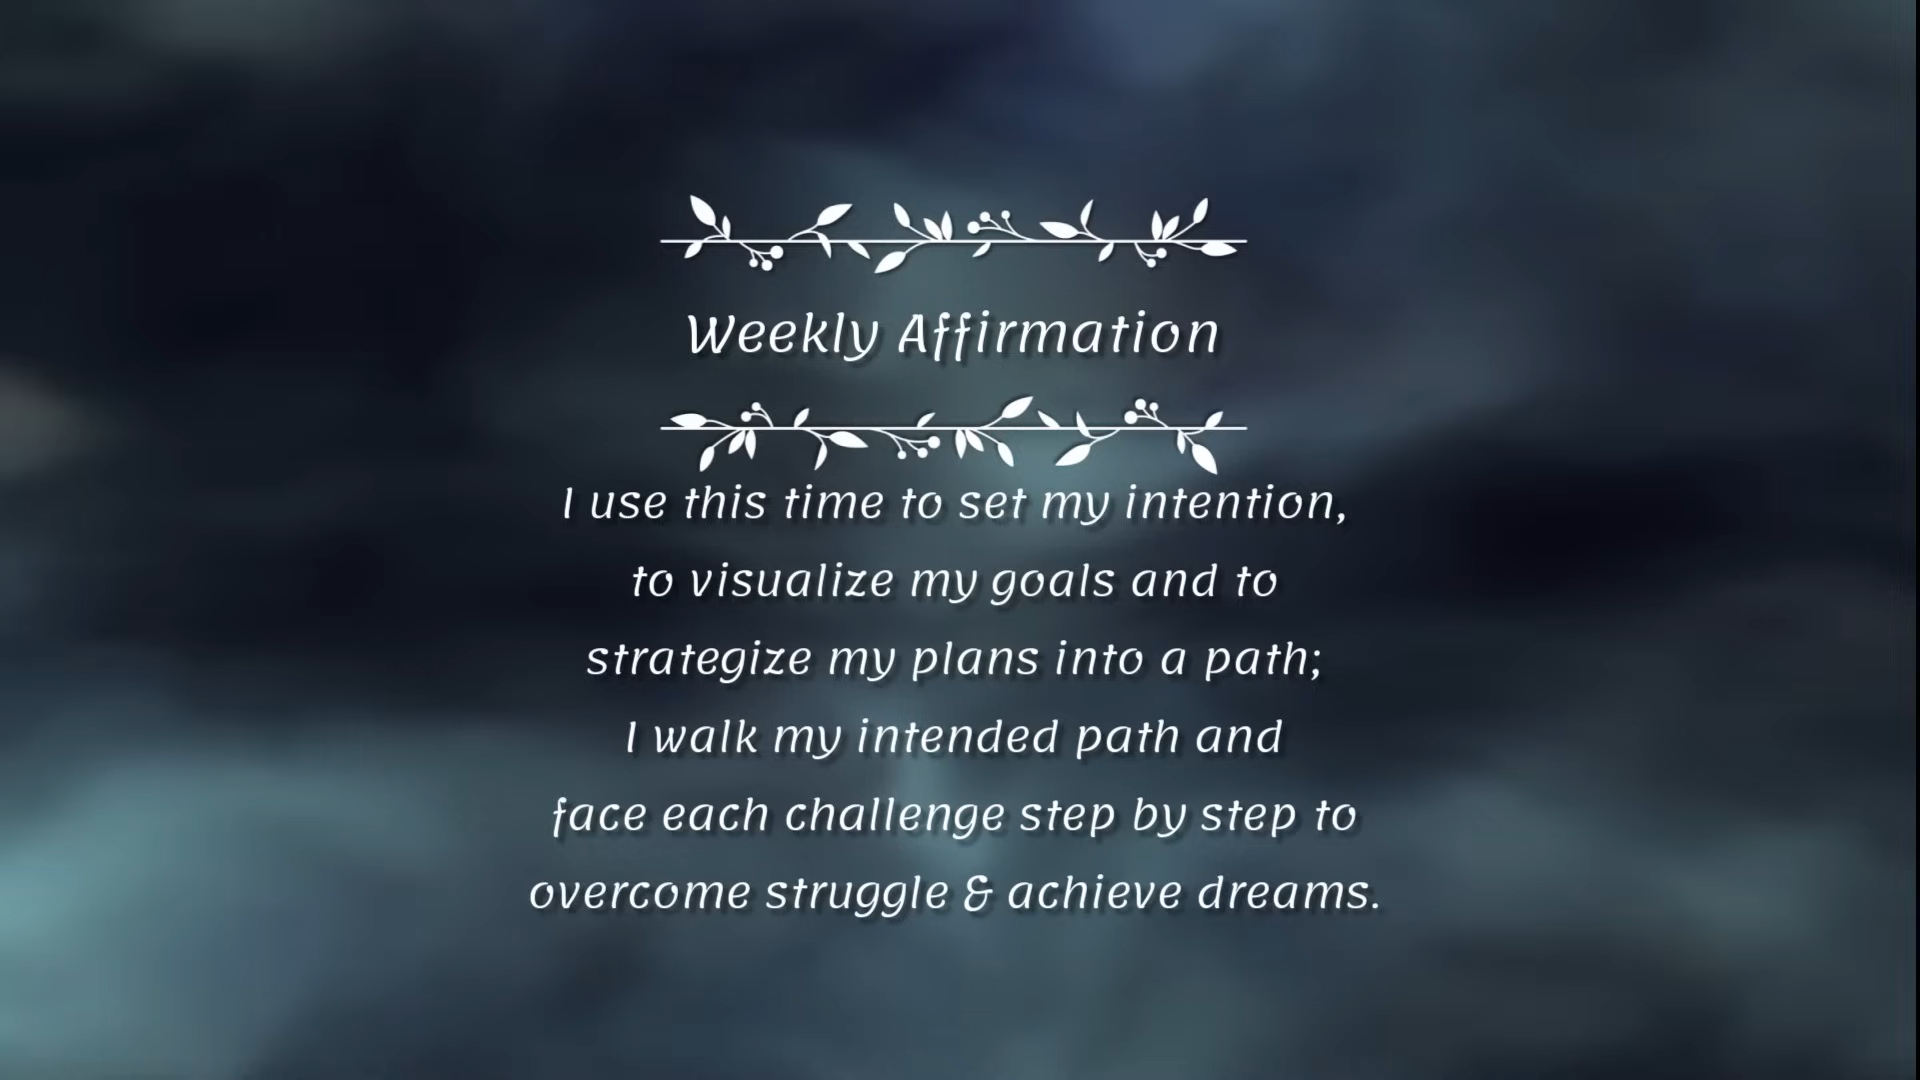 Weekly Affirmation
I use this time to set my intention,
to visualize my goals and to
strategize my plans into a path;
I walk my intended path and
face each challenge step by step to
overcome struggle & achieve dreams.